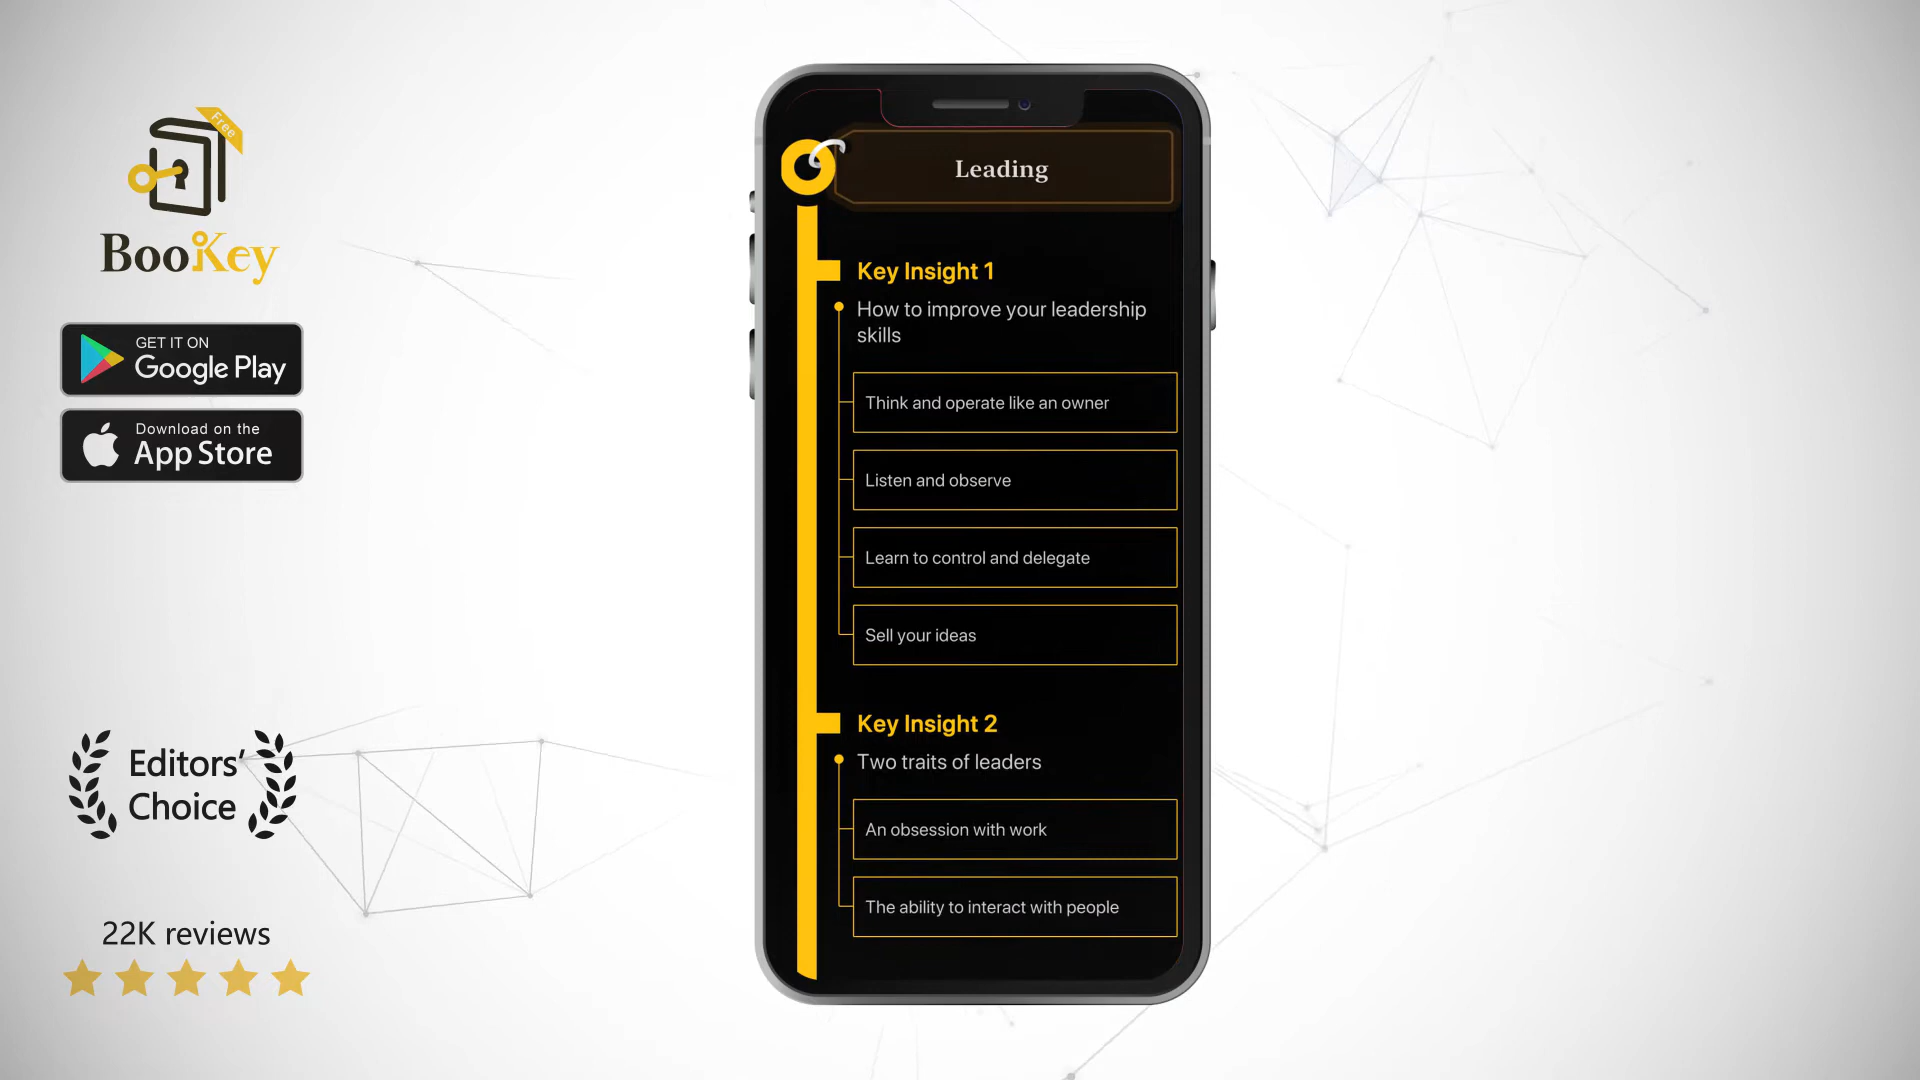 Free
BooKey
GET IT ON
Google Play
Download on the
App Store
Editors'
Choice
22K reviews
Leading
Key Insight 1
How to improve your leadership
skills
Think and operate like an owner
Listen and observe
Learn to control and delegate
Sell your ideas
Key Insight 2
Two traits of leaders
An obsession with work
The ability to interact with people